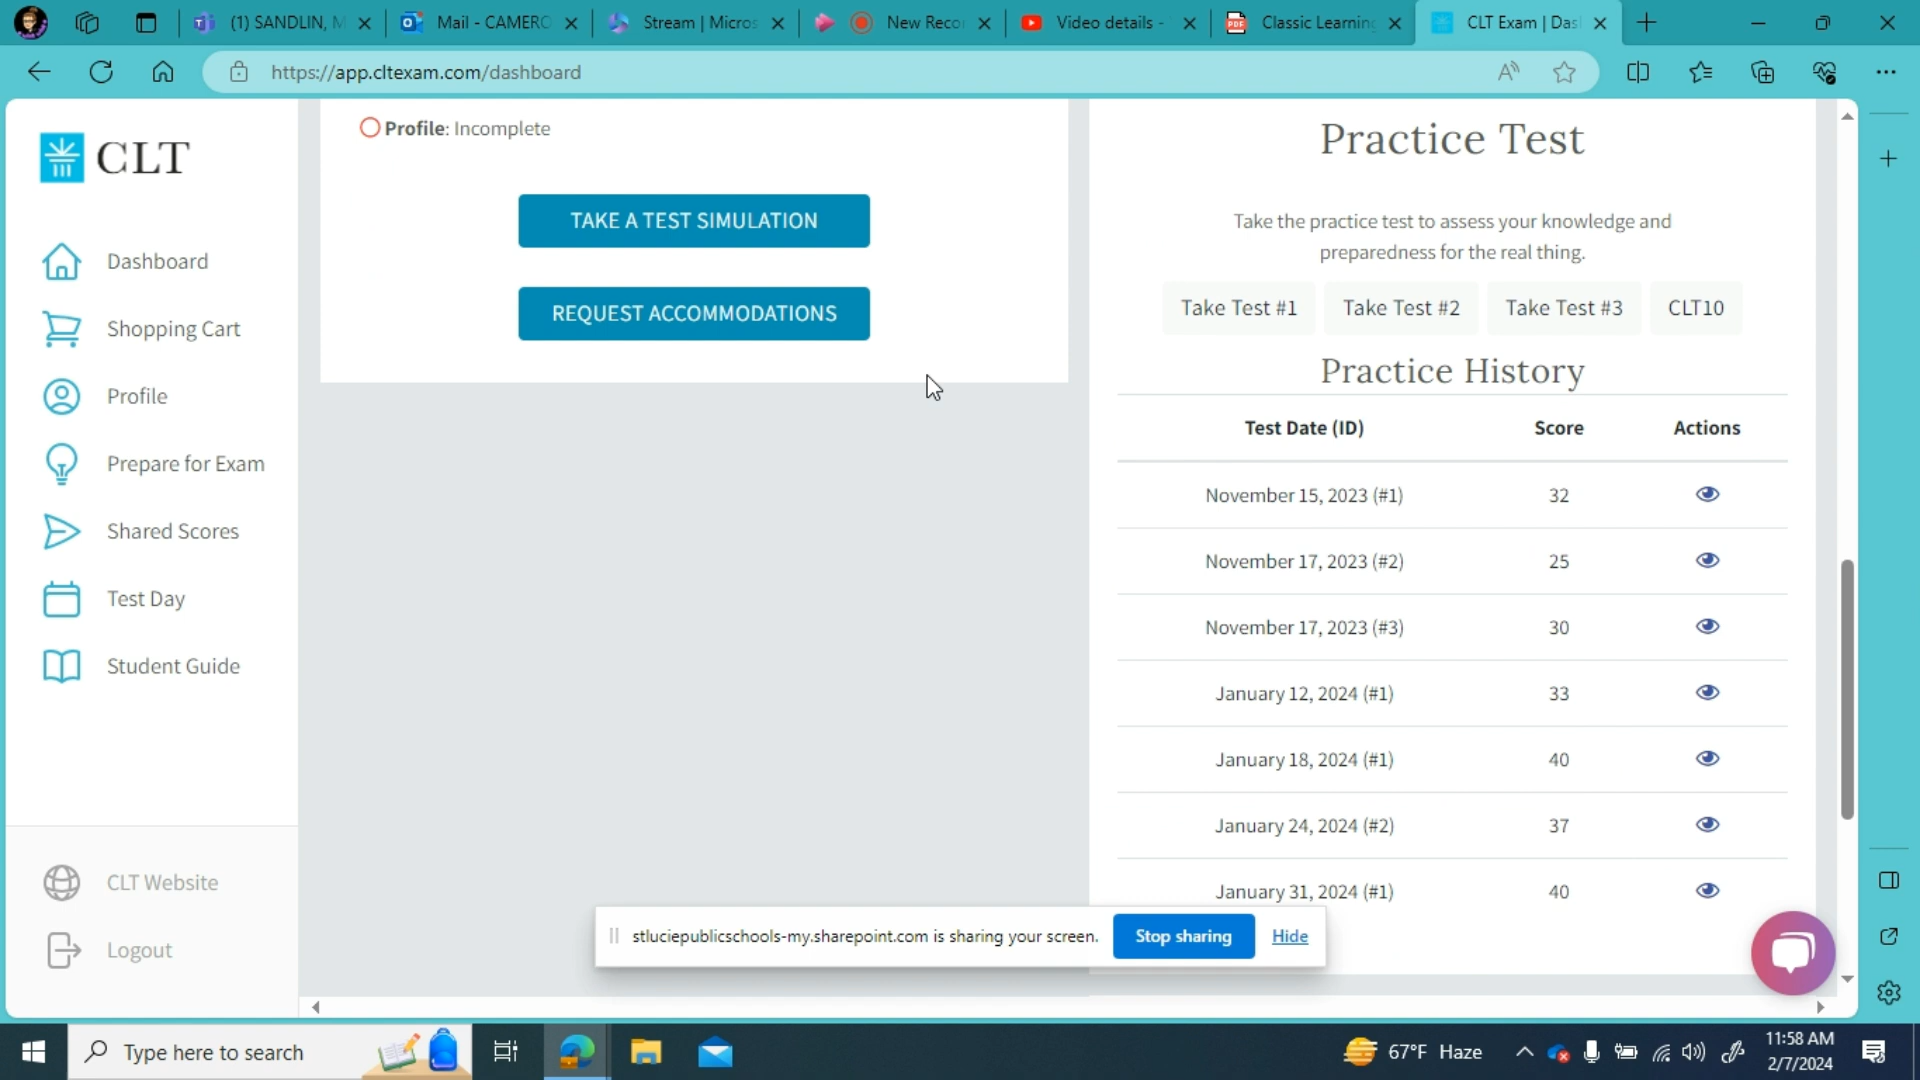 (1) SANDLIN, M
Mail - CAMERO
Stream | Micros
New Reco
Video details -
Classic Learning
CLT Exam | Das
https://app.cltexam.com/dashboard
CLT
Dashboard
Shopping Cart
Profile
Prepare for Exam
Shared Scores
Test Day
Student Guide
CLT Website
Logout
Profile: Incomplete
TAKE A TEST SIMULATION
REQUEST ACCOMMODATIONS
Practice Test
Take the practice test to assess your knowledge and
preparedness for the real thing.
Take Test #1 Take Test #2 Take Test #3 CLT10
Practice History
Test Date (ID) Score Actions
November 15, 2023 (#1) 32
November 17, 2023 (#2) 25
November 17, 2023 (#3) 30
January 12, 2024 (#1) 33
January 18, 2024 (#1) 40
January 24, 2024 (#2) 37
January 31, 2024 (#1) 40
stluciepublicschools-my.sharepoint.com is sharing your screen. Stop sharing Hide
Type here to search
67°F Haze
11:58 AM
2/7/2024